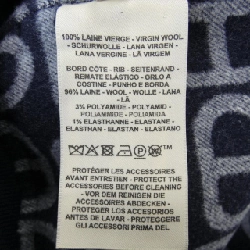 100% LAINE VIERGE - VIRGIN WOOL
- SCHURWOLLE - LANA VIRGEN -
LANA VERGINE - LÃ VIRGEM
BORD CÔTE - RIB - SEITENBAN -
REMATE ELASTICO - ORLO A
COSTINE - PUNHO E BORDA
96% LAINE - WOOL - WOLLE - LANA
- LÃ
3% POLYAMIDE - POLYAMID -
POLIAMMIDE - POLIAMIDA
1% ELASTHANNE - ELASTANE -
ELASTHAN - ELASTAN - ELASTANO
PROTÉGER LES ACCESSOIRES
AVANT ENTRETIEN - PROTECT THE
ACCESSORIES BEFORE CLEANING
- VOR DEM REINIGEN DIE
ACCESSOIRES ABDECKEN -
PROTEGER LOS ACCESORIOS
ANTES DE LAVAR - PROTEGGERE
GLI ACCESSORI PRIMA DEL